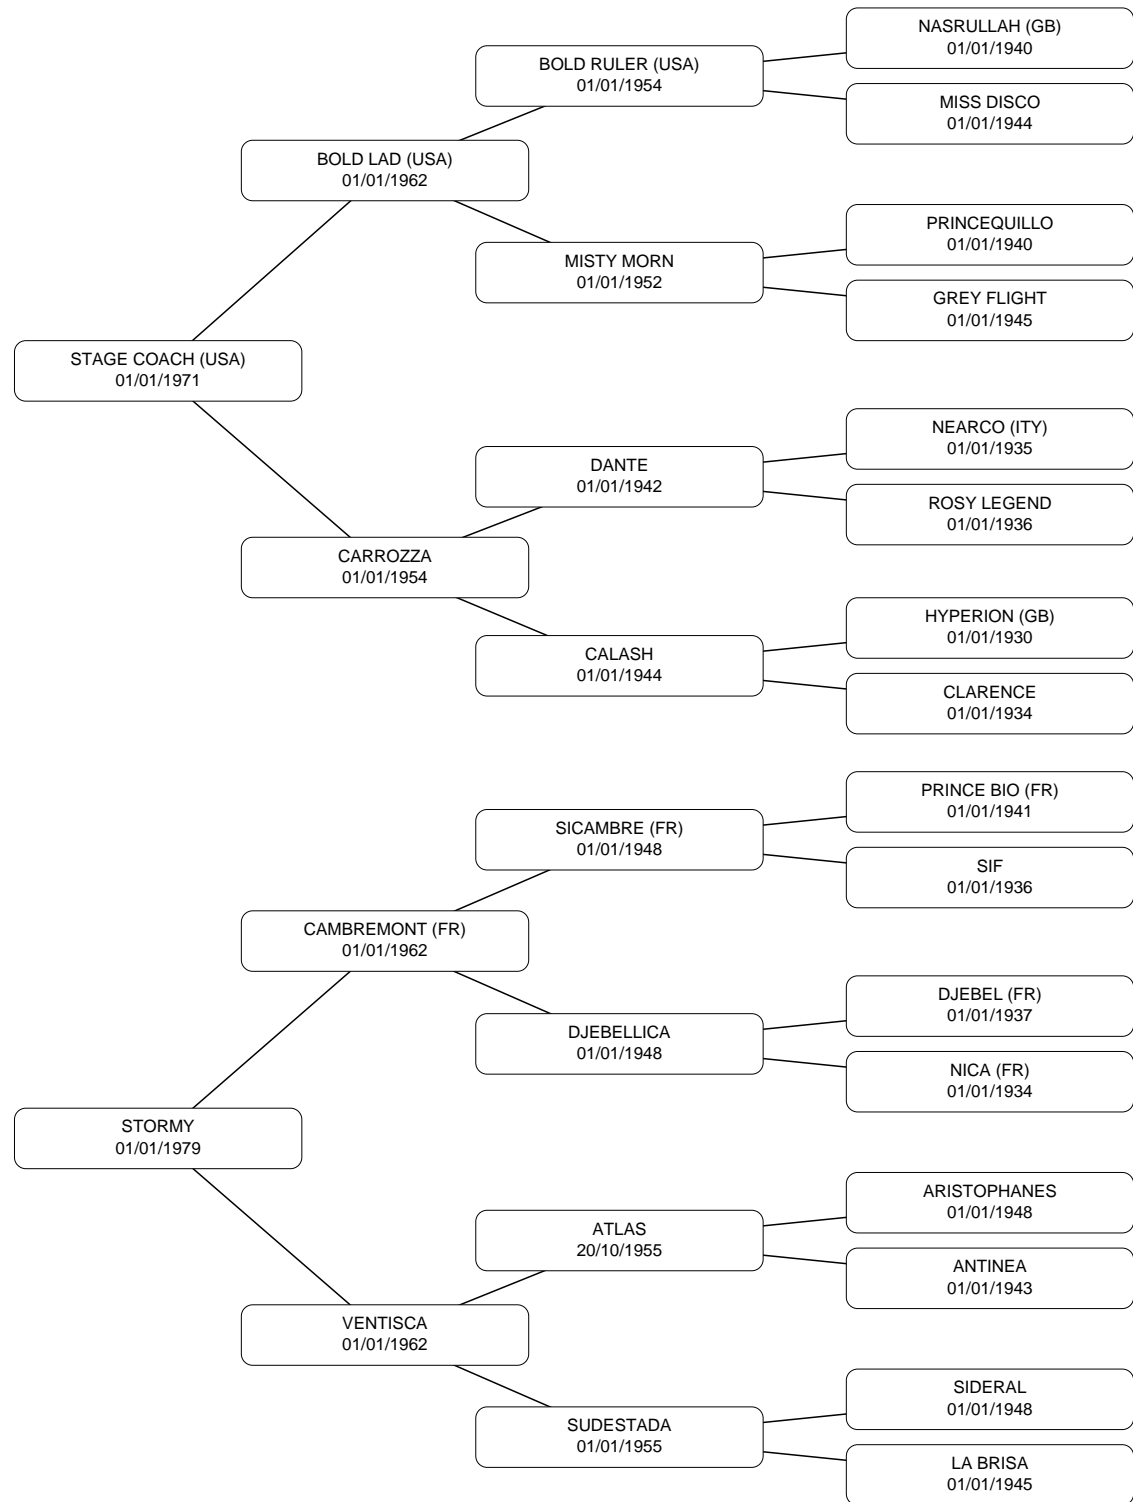 NASRULLAH (GB)
01/01/1940
BOLD RULER (USA)
01/01/1954
MISS DISCO
01/01/1944
BOLD LAD (USA)
01/01/1962
PRINCEQUILLO
01/01/1940
MISTY MORN
01/01/1952
GREY FLIGHT
01/01/1945
STAGE COACH (USA)
01/01/1971
NEARCO (ITY)
01/01/1935
DANTE
01/01/1942
ROSY LEGEND
01/01/1936
CARROZZA
01/01/1954
HYPERION (GB)
01/01/1930
CALASH
01/01/1944
CLARENCE
01/01/1934
PRINCE BIO (FR)
01/01/1941
SICAMBRE (FR)
01/01/1948
SIF
01/01/1936
CAMBREMONT (FR)
01/01/1962
DJEBEL (FR)
01/01/1937
DJEBELLICA
01/01/1948
NICA (FR)
01/01/1934
STORMY
01/01/1979
ARISTOPHANES
01/01/1948
ATLAS
20/10/1955
ANTINEA
01/01/1943
VENTISCA
01/01/1962
SIDERAL
01/01/1948
SUDESTADA
01/01/1955
LA BRISA
01/01/1945